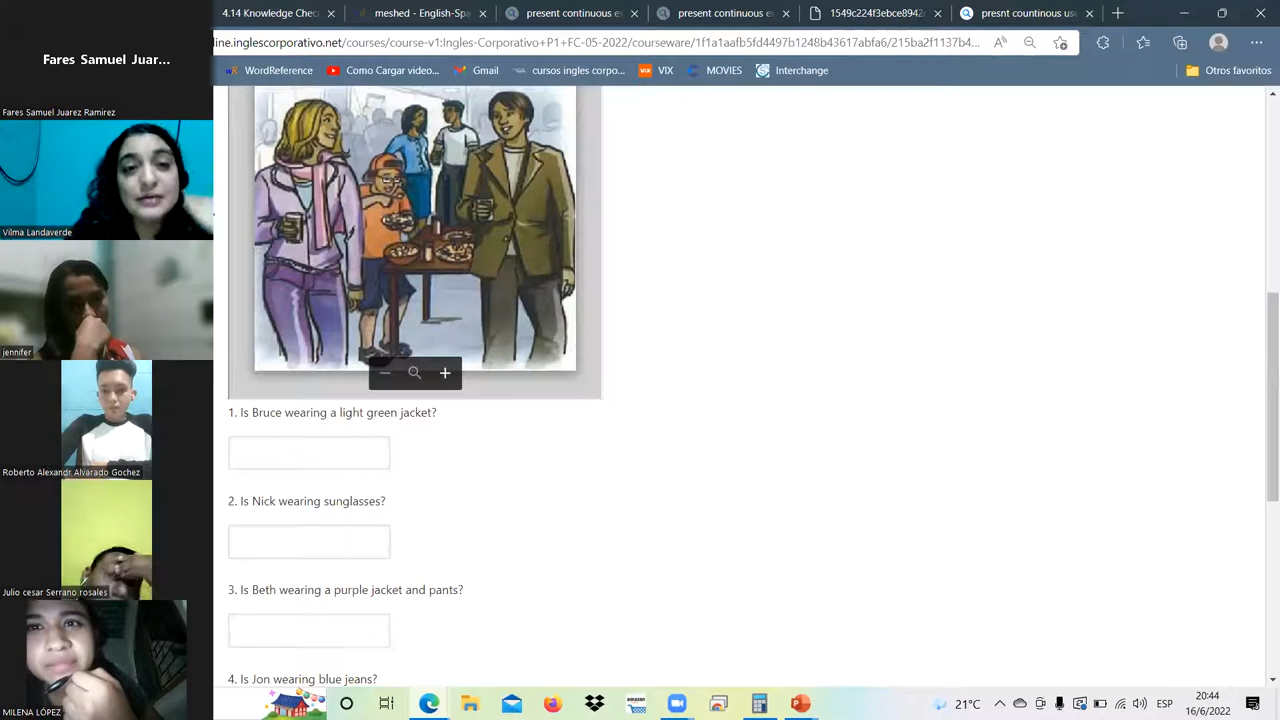 Fares Samuel Juar...
Fares Samuel Juarez Ramirez
Vilma Landaverde
jennifer
Roberto Alexandr Alvarado Gochez
Julio cesar Serrano rosales
MILENA LÓPEZ
4.14 Knowledge Chec
meshed - English-Spa
present continuous ex
present continuous ex
1549c224f3ebce8942c
presnt countinous use
line.inglescorporativo.net/courses/course-v1:Ingles-Corporativo+P1+FC-05-2022/courseware/1f1a1aafb5fd4497b1248b43617abfa6/215ba2f1137b4...
WordReference
Como Cargar video...
Gmail
cursos ingles corpo...
VIX
MOVIES
Interchange
Otros favoritos
1. Is Bruce wearing a light green jacket?
2. Is Nick wearing sunglasses?
3. Is Beth wearing a purple jacket and pants?
4. Is Jon wearing blue jeans?
21°C
ESP
20:44
16/6/2022